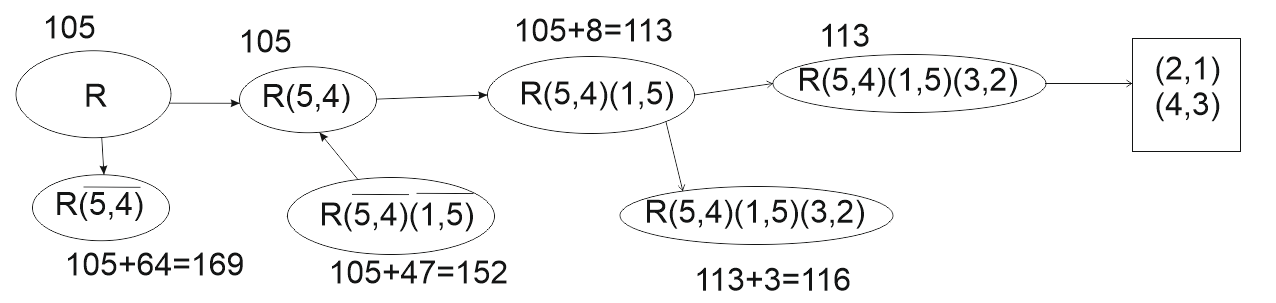 105
R
R(5,4)
105+64=169
105
R(5,4)
R(5,4)(1,5)
105+47=152
105+8=113
R(5,4)(1,5)
113
R(5,4)(1,5)(3,2)
R(5,4)(1,5)(3,2)
113+3=116
(2,1)
(4,3)